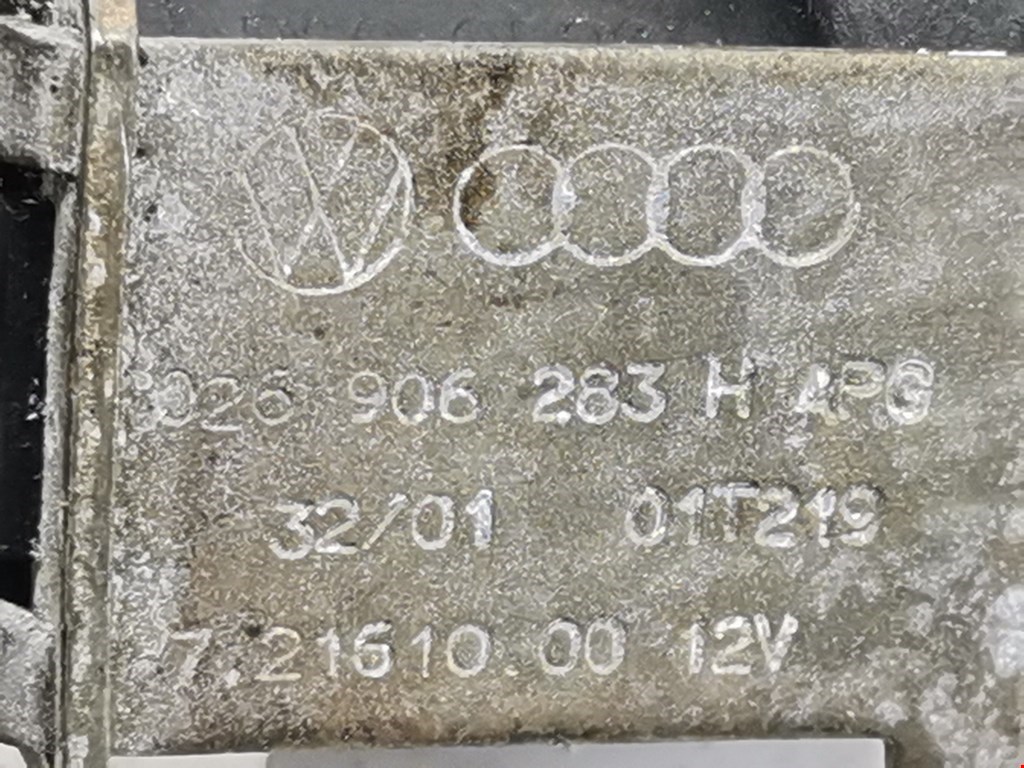 026 906 283 H APG
32/01 01T219
7.21610.00 12V